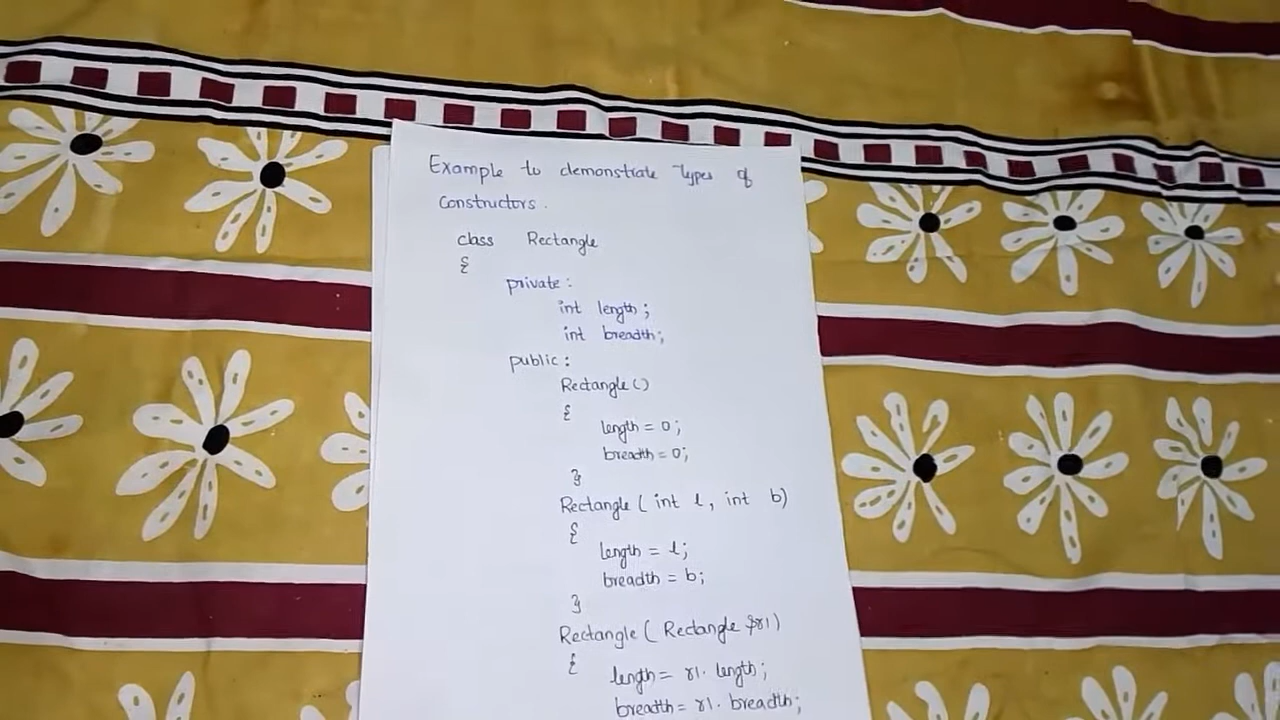 Example to demonstrate Types of
Constructors.
class Rectangle
{
private:
int length;
int breadth;
public:
Rectangle()
{
length = 0;
breadth = 0;
}
Rectangle (int l, int b)
{
length = l;
breadth = b;
}
Rectangle (Rectangle &r1)
{
length = r1. length;
breadth = r1. breadth;